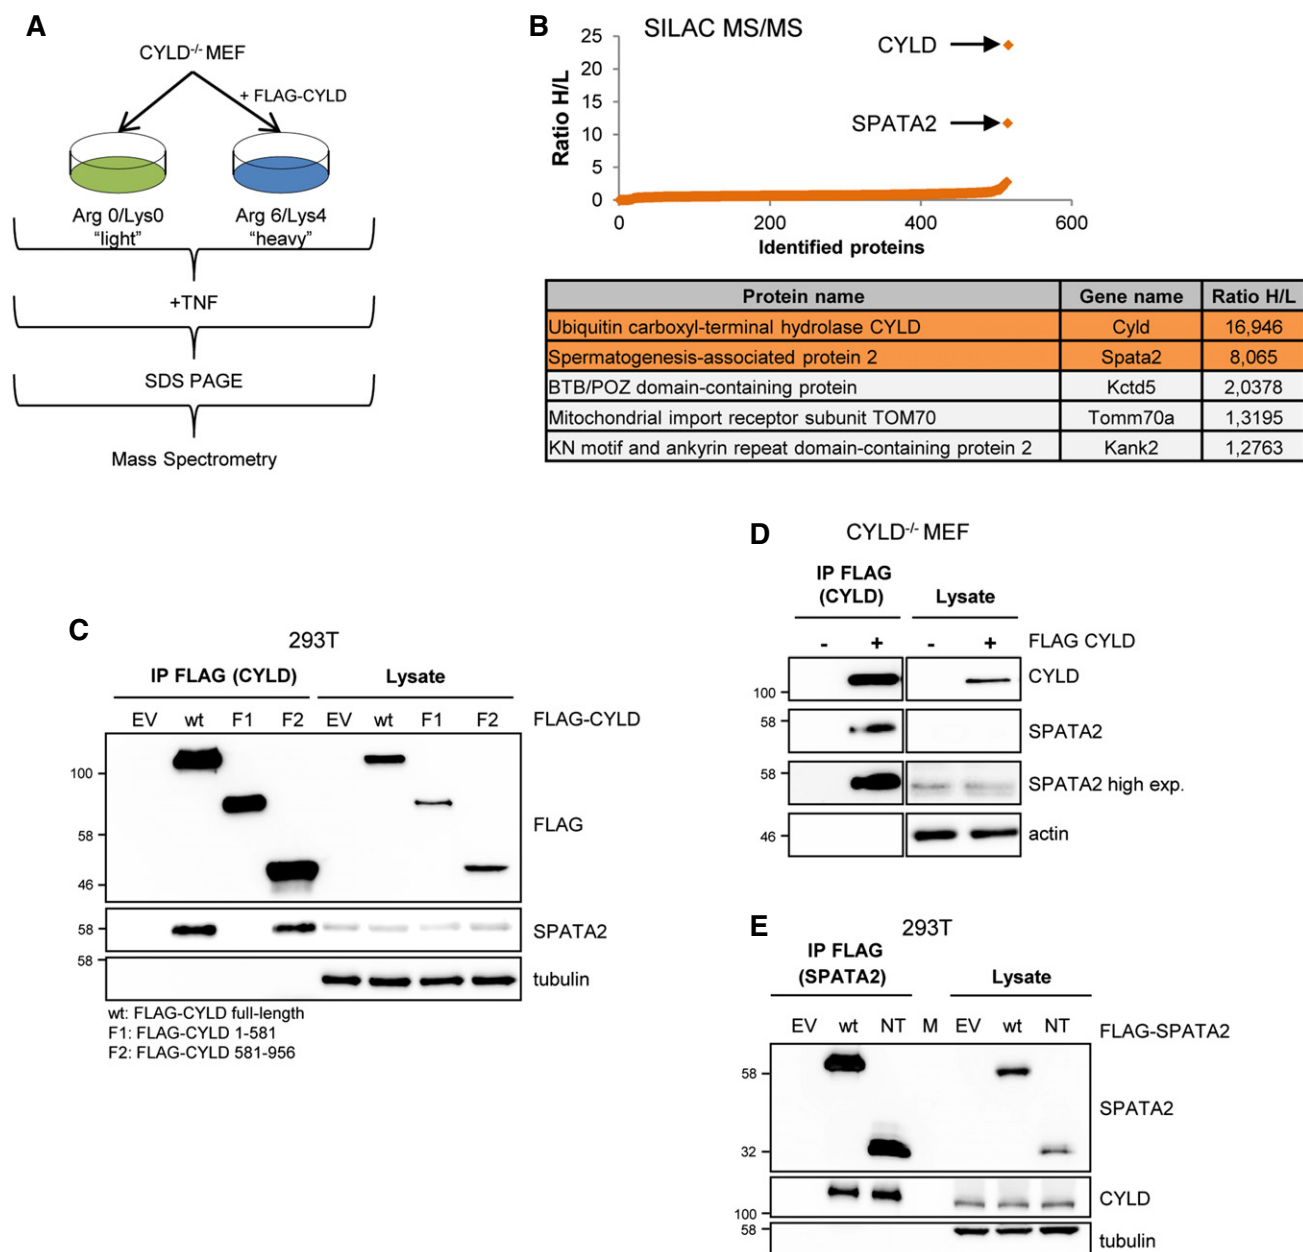 A
CYLD-/- MEF
+ FLAG-CYLD
Arg 0/Lys0
"light"
Arg 6/Lys4
"heavy"
+TNF
SDS PAGE
Mass Spectrometry
B
SILAC MS/MS
Ratio H/L
25
20
15
10
5
0
CYLD
SPATA2
0 200 400 600
Identified proteins
Protein name Gene name Ratio H/L
Ubiquitin carboxyl-terminal hydrolase CYLD Cyld 16,946
Spermatogenesis-associated protein 2 Spata2 8,065
BTB/POZ domain-containing protein Kctd5 2,0378
Mitochondrial import receptor subunit TOM70 Tomm70a 1,3195
KN motif and ankyrin repeat domain-containing protein 2 Kank2 1,2763
C
293T
IP FLAG (CYLD) Lysate
EV wt F1 F2 EV wt F1 F2 FLAG-CYLD
100
58
46
FLAG
58
SPATA2
58
tubulin
wt: FLAG-CYLD full-length
F1: FLAG-CYLD 1-581
F2: FLAG-CYLD 581-956
D
CYLD-/- MEF
IP FLAG
(CYLD)
Lysate
- + - + FLAG CYLD
100
CYLD
58
SPATA2
58
SPATA2 high exp.
46
actin
E
293T
IP FLAG
(SPATA2)
Lysate
EV wt NT M EV wt NT FLAG-SPATA2
58
32
SPATA2
100
CYLD
58
tubulin